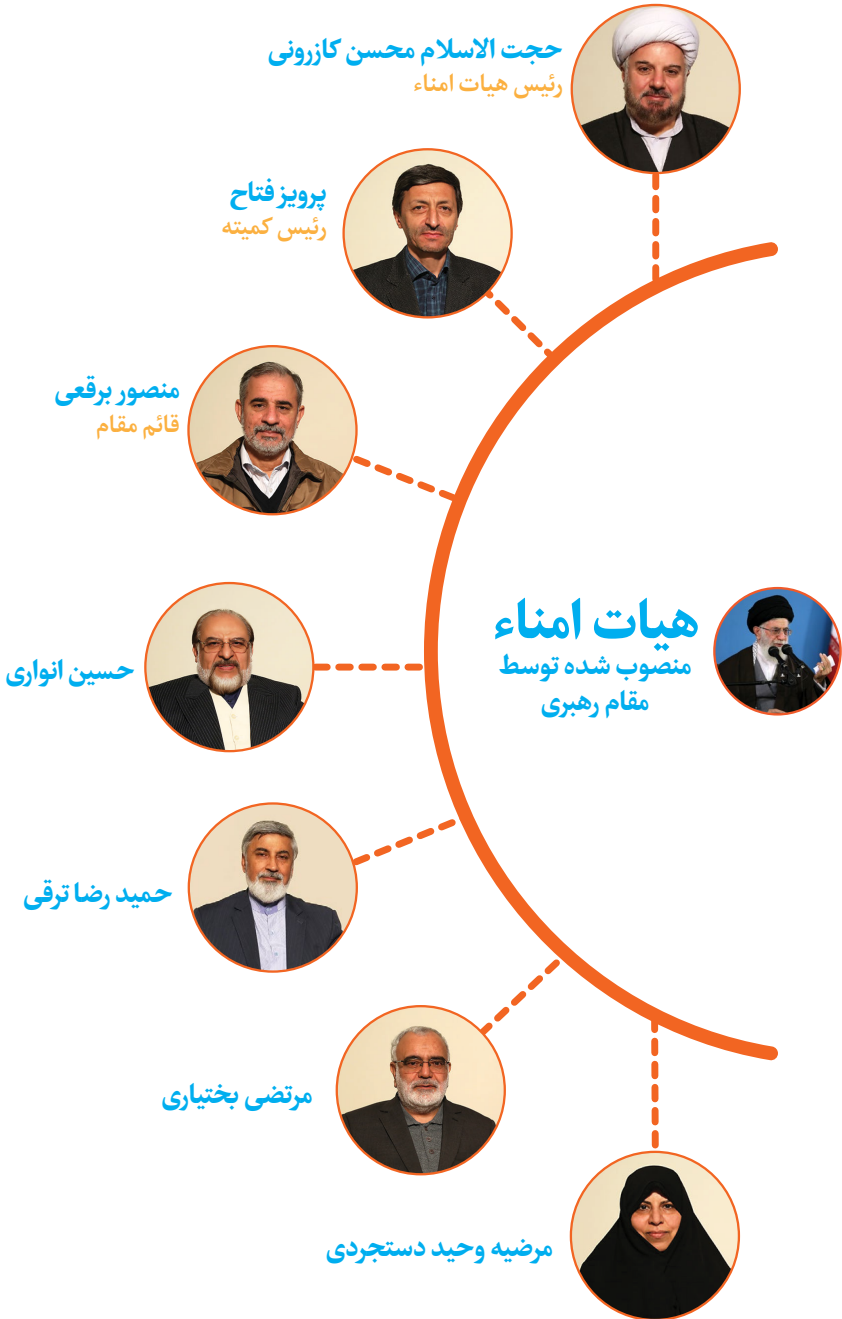 حجت الاسلام محسن کازرونی
رئیس هیات امناء
پرویز فتاح
رئیس کمیته
منصور برقعی
قائم مقام
هیات امناء
منصوب شده توسط
مقام رهبری
حسین انواری
حمید رضا ترقی
مرتضی بختیاری
مرضیه وحید دستجردی